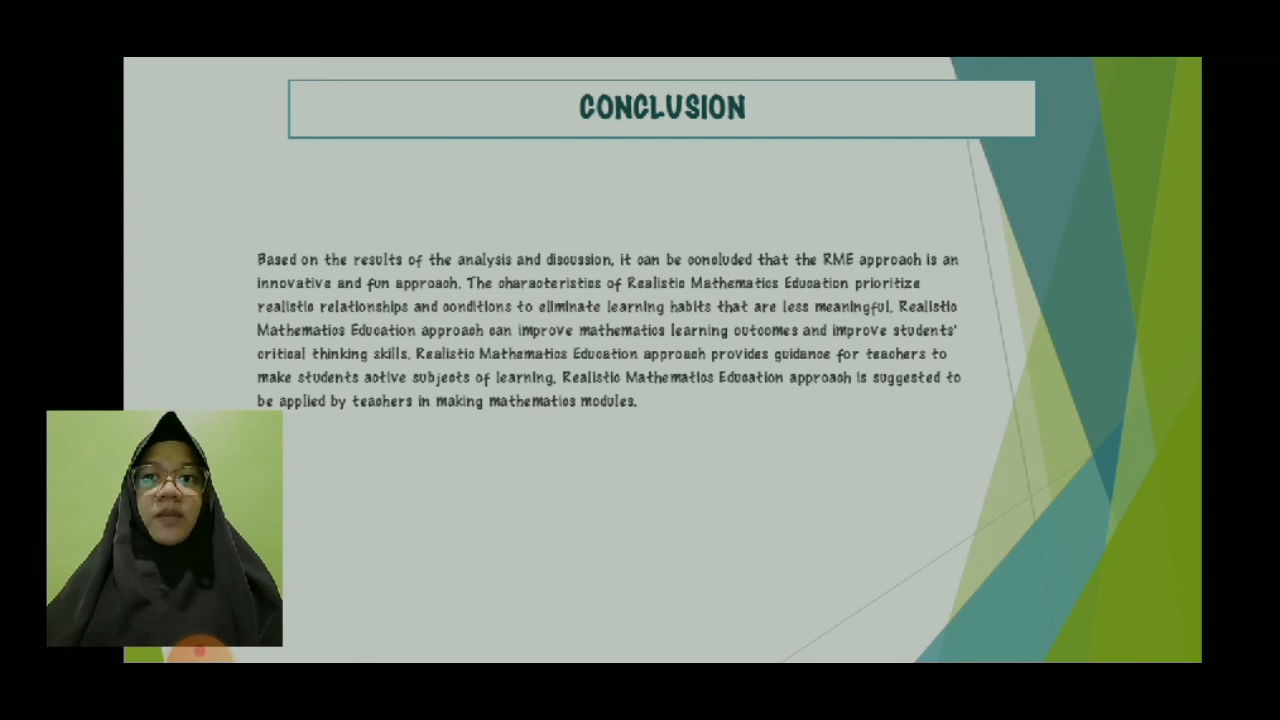 CONCLUSION
Based on the results of the analysis and discussion, it can be concluded that the RME approach is an
innovative and fun approach. The characteristics of Realistic Mathematics Education prioritize
realistic relationships and conditions to eliminate learning habits that are less meaningful. Realistic
Mathematics Education approach can improve mathematics learning outcomes and improve students'
critical thinking skills. Realistic Mathematics Education approach provides guidance for teachers to
make students active subjects of learning. Realistic Mathematics Education approach is suggested to
be applied by teachers in making mathematics modules.